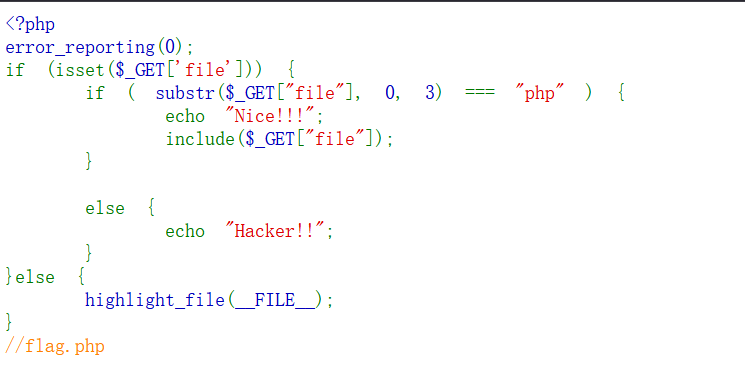 <?php
error_reporting(0);
if (isset($_GET['file'])) {
if ( substr($_GET["file"], 0, 3) === "php" ) {
echo "Nice!!!";
include($_GET["file"]);
}
else {
echo "Hacker!!";
}
}else {
highlight_file(__FILE__);
}
//flag.php